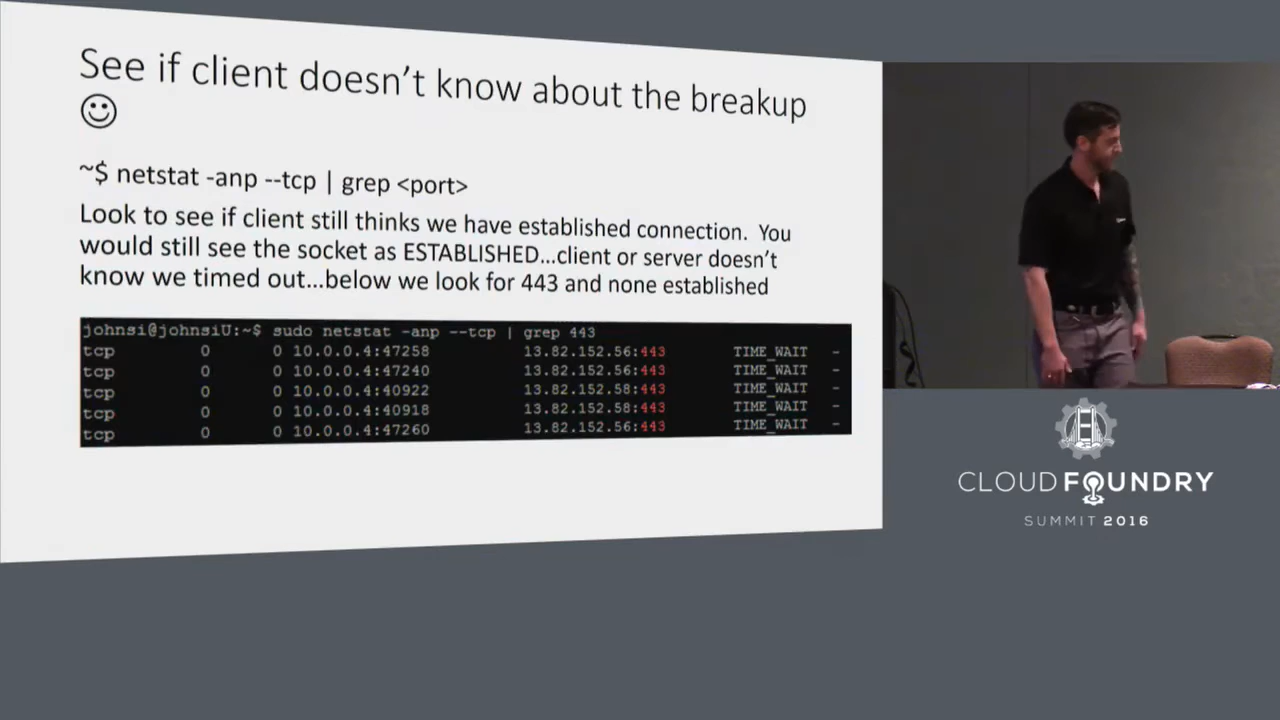 See if client doesn't know about the breakup
~$ netstat -anp --tcp | grep <port>
Look to see if client still thinks we have established connection. You
would still see the socket as ESTABLISHED...client or server doesn't
know we timed out...below we look for 443 and none established
johnsi@johnsiU:~$ sudo netstat -anp --tcp | grep 443
tcp 0 0 10.0.0.4:47258 13.82.152.56:443 TIME_WAIT -
tcp 0 0 10.0.0.4:47240 13.82.152.56:443 TIME_WAIT -
tcp 0 0 10.0.0.4:40922 13.82.152.58:443 TIME_WAIT -
tcp 0 0 10.0.0.4:40918 13.82.152.58:443 TIME_WAIT -
tcp 0 0 10.0.0.4:47260 13.82.152.56:443 TIME_WAIT -
CLOUD FOUNDRY
SUMMIT 2016